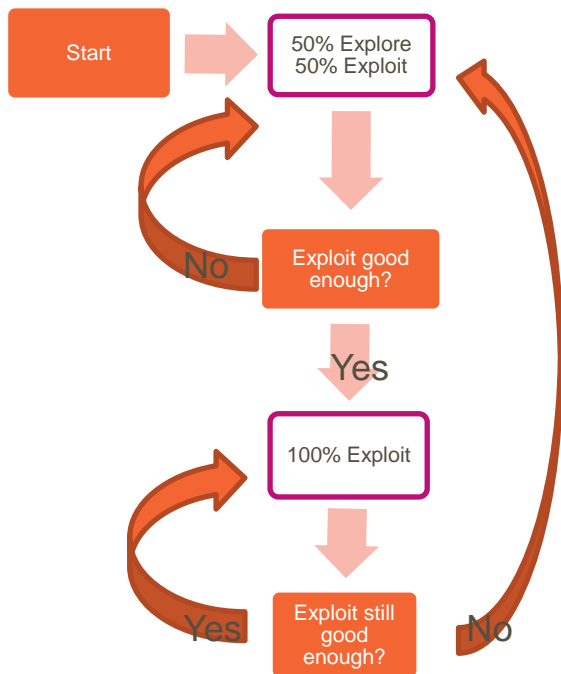 Start
50% Explore
50% Exploit
No
Exploit good
enough?
Yes
100% Exploit
Yes
Exploit still
good
enough?
No